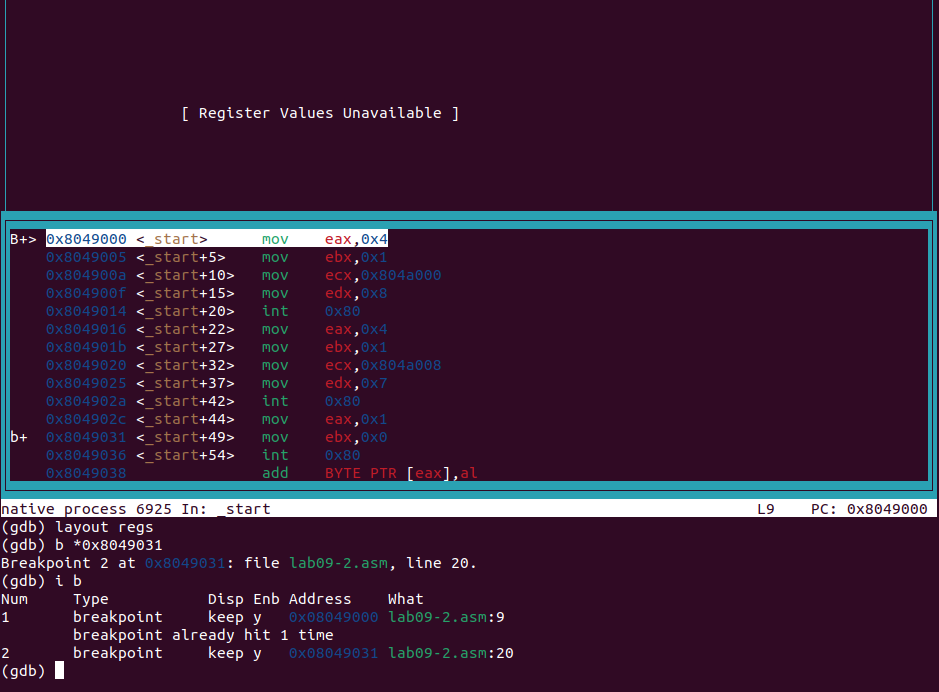 [ Register Values Unavailable ]
B+> 0x8049000 <_start>      mov    eax,0x4
    0x8049005 <_start+5>    mov    ebx,0x1
    0x804900a <_start+10>   mov    ecx,0x804a000
    0x804900f <_start+15>   mov    edx,0x8
    0x8049014 <_start+20>   int    0x80
    0x8049016 <_start+22>   mov    eax,0x4
    0x804901b <_start+27>   mov    ebx,0x1
    0x8049020 <_start+32>   mov    ecx,0x804a008
    0x8049025 <_start+37>   mov    edx,0x7
    0x804902a <_start+42>   int    0x80
    0x804902c <_start+44>   mov    eax,0x1
b+  0x8049031 <_start+49>   mov    ebx,0x0
    0x8049036 <_start+54>   int    0x80
    0x8049038               add    BYTE PTR [eax],al
native process 6925 In: _start                                                      L9    PC: 0x8049000
(gdb) layout regs
(gdb) b *0x8049031
Breakpoint 2 at 0x8049031: file lab09-2.asm, line 20.
(gdb) i b
Num     Type           Disp Enb Address    What
1       breakpoint     keep y   0x08049000 lab09-2.asm:9
        breakpoint already hit 1 time
2       breakpoint     keep y   0x08049031 lab09-2.asm:20
(gdb)